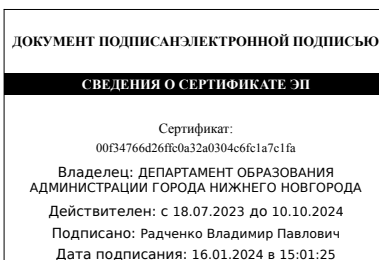 ДОКУМЕНТ ПОДПИСАНЭЛЕКТРОННОЙ ПОДПИСЬЮ
СВЕДЕНИЯ О СЕРТИФИКАТЕ ЭП
Сертификат:
00f34766d26ffc0a32a0304c6fc1a7c1fa
Владелец: ДЕПАРТАМЕНТ ОБРАЗОВАНИЯ
АДМИНИСТРАЦИИ ГОРОДА НИЖНЕГО НОВГОРОДА
Действителен: с 18.07.2023 до 10.10.2024
Подписано: Радченко Владимир Павлович
Дата подписания: 16.01.2024 в 15:01:25